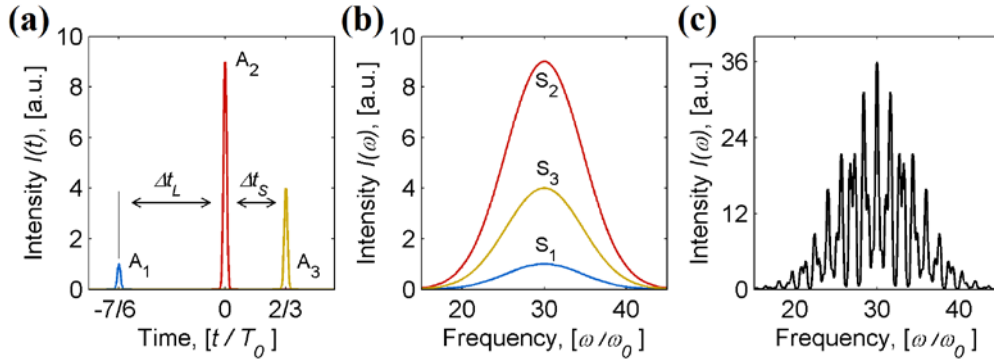 (a)
Intensity I(t), [a.u.]
10
8
6
4
2
0
A1
A2
A3
ΔtL
ΔtS
-7/6
0
2/3
Time, [t / T0]
(b)
Intensity I(ω), [a.u.]
10
8
6
4
2
0
S2
S3
S1
20
30
40
Frequency, [ω/ω0]
(c)
Intensity I(ω), [a.u.]
36
24
12
0
20
30
40
Frequency, [ω/ω0]